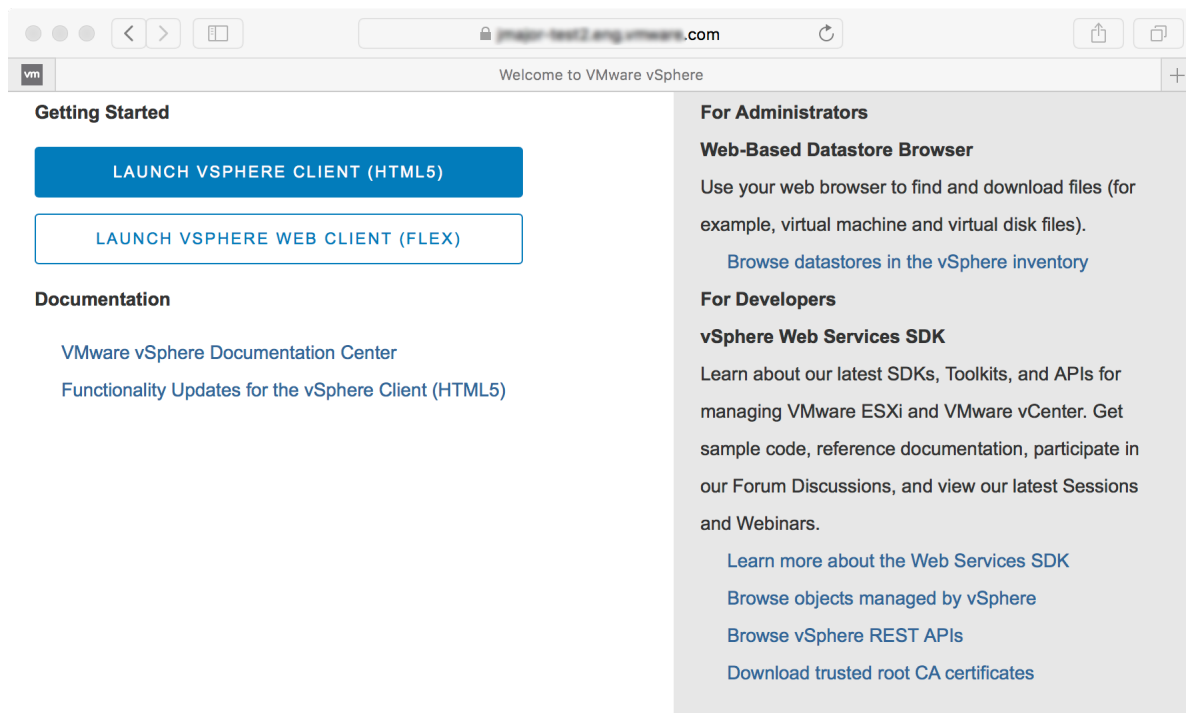 .com
vm
Welcome to VMware vSphere
Getting Started
LAUNCH VSPHERE CLIENT (HTML5)
LAUNCH VSPHERE WEB CLIENT (FLEX)
Documentation
VMware vSphere Documentation Center
Functionality Updates for the vSphere Client (HTML5)
For Administrators
Web-Based Datastore Browser
Use your web browser to find and download files (for
example, virtual machine and virtual disk files).
Browse datastores in the vSphere inventory
For Developers
vSphere Web Services SDK
Learn about our latest SDKs, Toolkits, and APIs for
managing VMware ESXi and VMware vCenter. Get
sample code, reference documentation, participate in
our Forum Discussions, and view our latest Sessions
and Webinars.
Learn more about the Web Services SDK
Browse objects managed by vSphere
Browse vSphere REST APIs
Download trusted root CA certificates